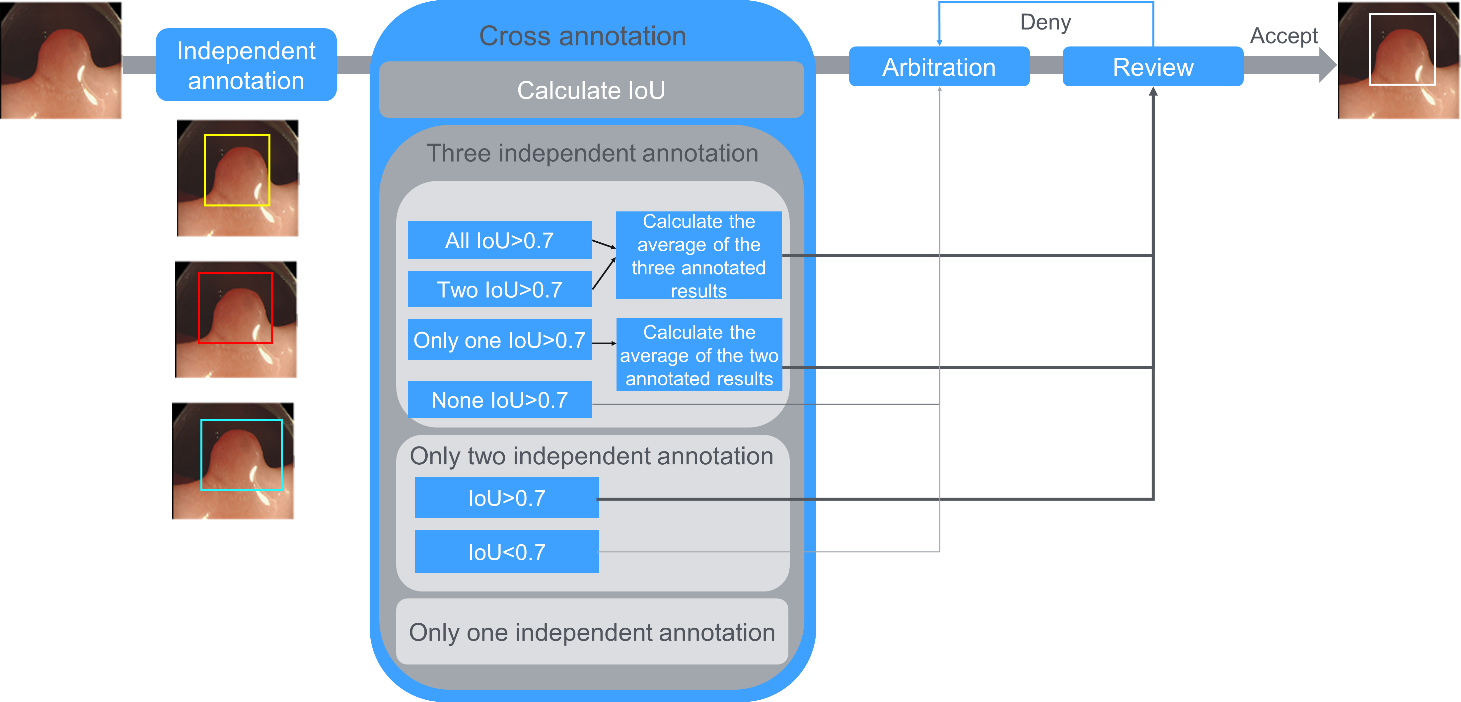 Independent
annotation
Cross annotation
Calculate IoU
Three independent annotation
All IoU>0.7
Two IoU>0.7
Calculate the
average of the
three annotated
results
Only one IoU>0.7
Calculate the
average of the two
annotated results
None IoU>0.7
Only two independent annotation
IoU>0.7
IoU<0.7
Only one independent annotation
Arbitration
Deny
Review
Accept